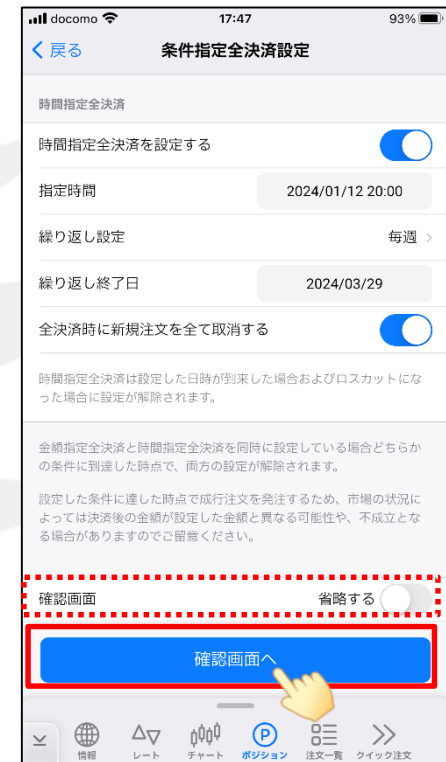 docomo 17:47 93%
戻る 条件指定全決済設定
時間指定全決済
時間指定全決済を設定する
指定時間 2024/01/12 20:00
繰り返し設定 毎週
繰り返し終了日 2024/03/29
全決済時に新規注文を全て取消する
時間指定全決済は設定した日時が到来した場合およびロスカットにな
った場合に設定が解除されます。
金額指定全決済と時間指定全決済を同時に設定している場合どちらか
の条件に到達した時点で、両方の設定が解除されます。
設定した条件に達した時点で成行注文を発注するため、市場の状況に
よっては決済後の金額が設定した金額と異なる可能性や、不成立とな
る場合がありますのでご留意ください。
確認画面 省略する
確認画面へ
情報 レート チャート P ポジション 注文一覧 クイック注文